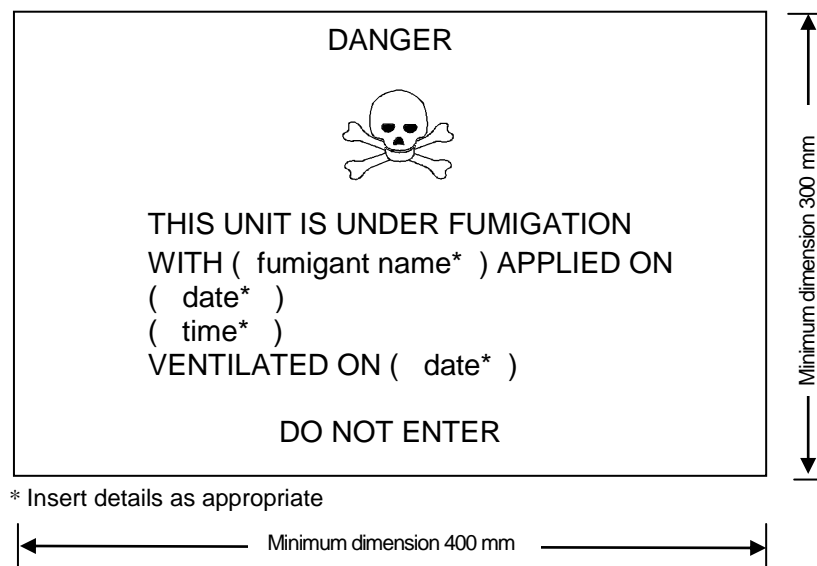 DANGER
THIS UNIT IS UNDER FUMIGATION
WITH ( fumigant name* ) APPLIED ON
( date* )
( time* )
VENTILATED ON ( date* )
DO NOT ENTER
Minimum dimension 300 mm
* Insert details as appropriate
Minimum dimension 400 mm